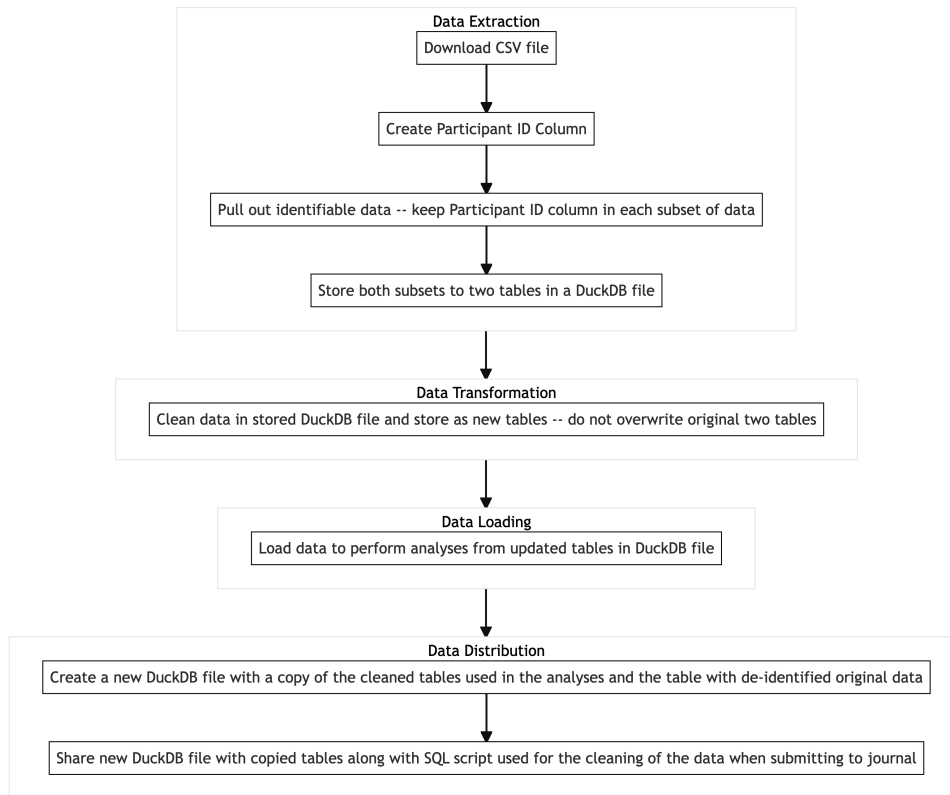 Data Extraction
Download CSV file
Create Participant ID Column
Pull out identifiable data -- keep Participant ID column in each subset of data
Store both subsets to two tables in a DuckDB file
Data Transformation
Clean data in stored DuckDB file and store as new tables -- do not overwrite original two tables
Data Loading
Load data to perform analyses from updated tables in DuckDB file
Data Distribution
Create a new DuckDB file with a copy of the cleaned tables used in the analyses and the table with de-identified original data
Share new DuckDB file with copied tables along with SQL script used for the cleaning of the data when submitting to journal